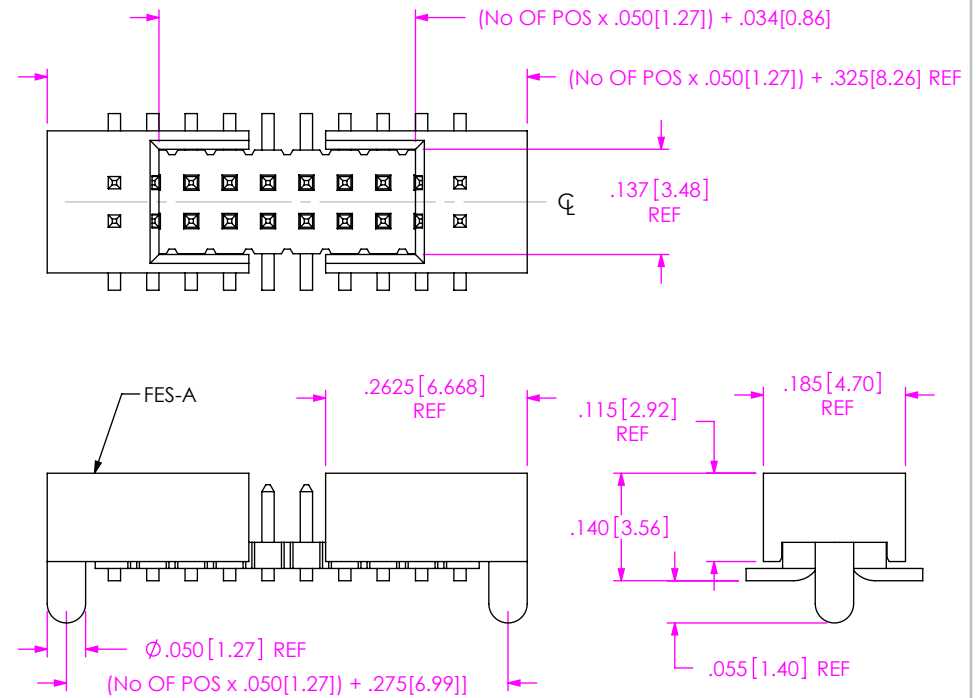 (No OF POS x .050[1.27]) + .034[0.86]
(No OF POS x .050[1.27]) + .325[8.26] REF
.137[3.48]
REF
℄
FES-A
.2625[6.668]
REF
.115[2.92]
REF
.185[4.70]
REF
.140[3.56]
Ø.050[1.27] REF
(No OF POS x .050[1.27]) + .275[6.99]]
.055[1.40] REF